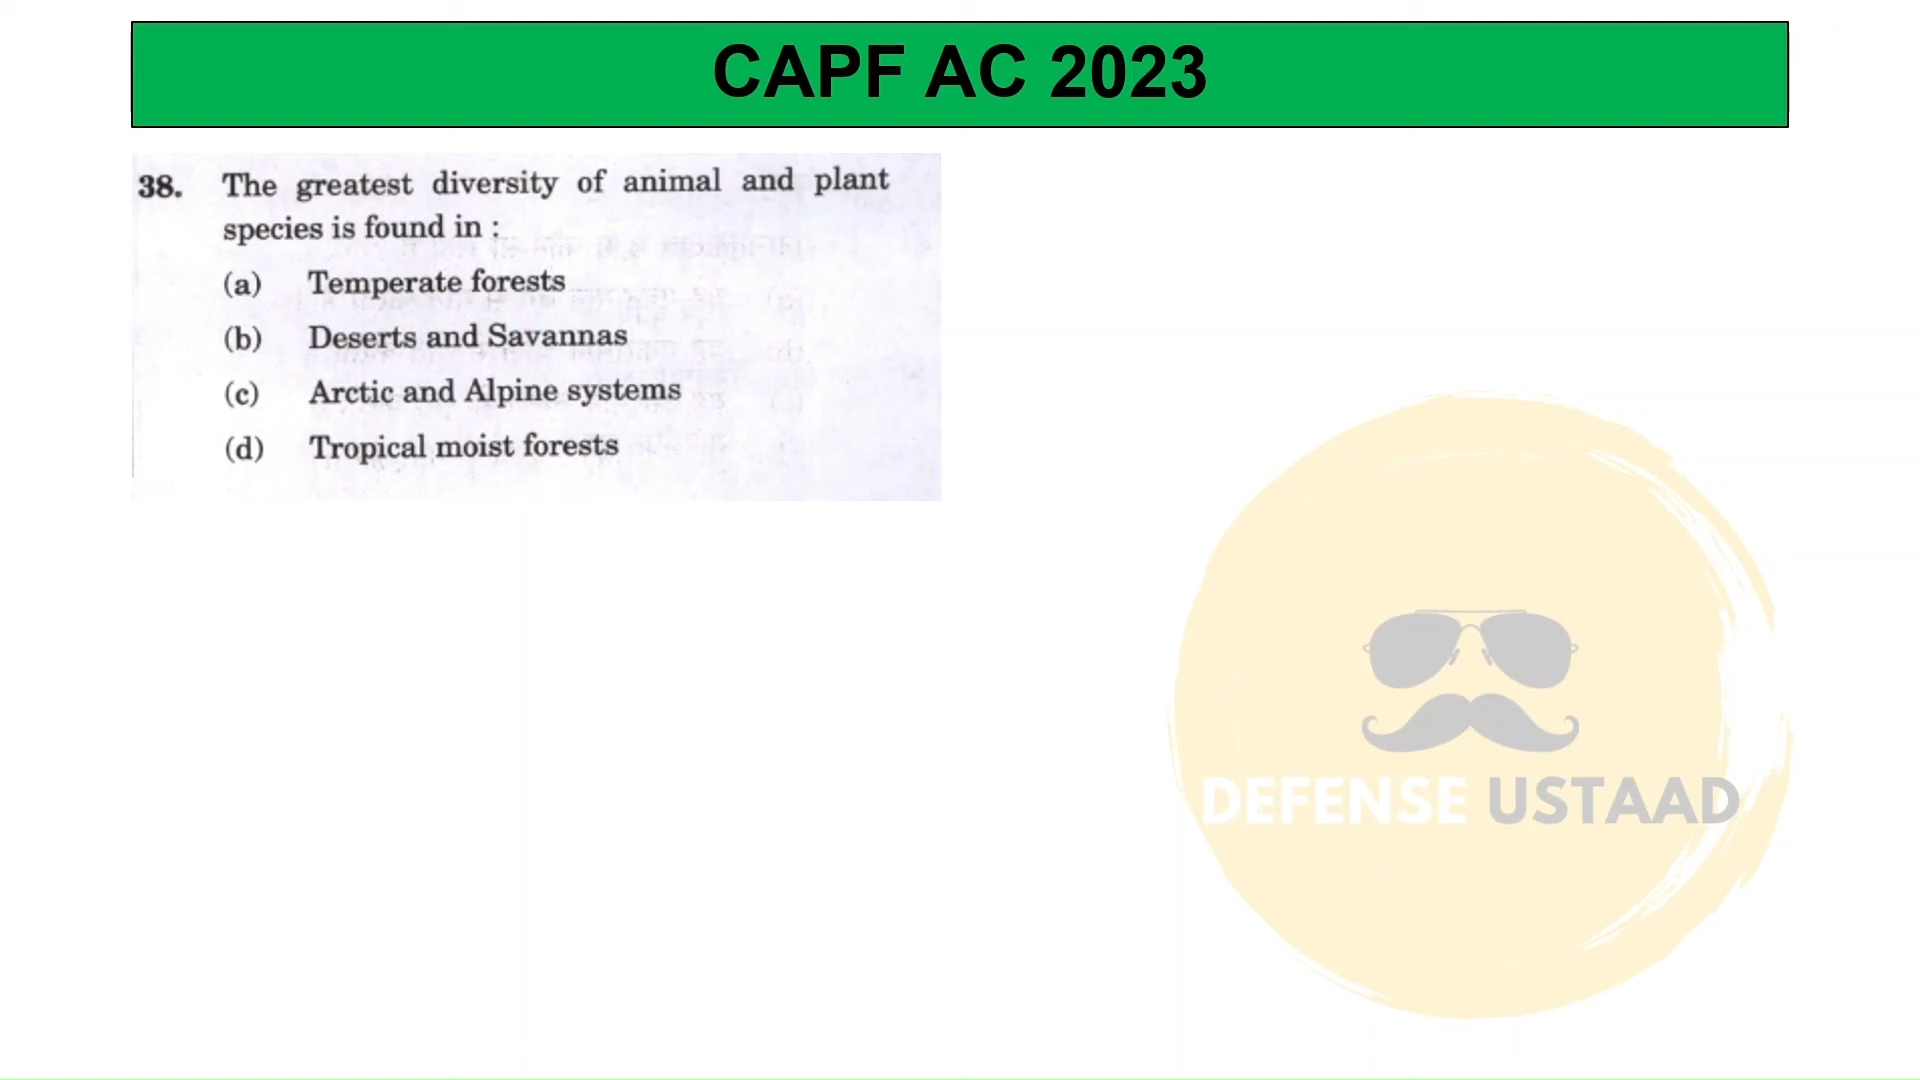 CAPF AC 2023
38. The greatest diversity of animal and plant
species is found in :
(a) Temperate forests
(b) Deserts and Savannas
(c) Arctic and Alpine systems
(d) Tropical moist forests
DEFENSE USTAAD